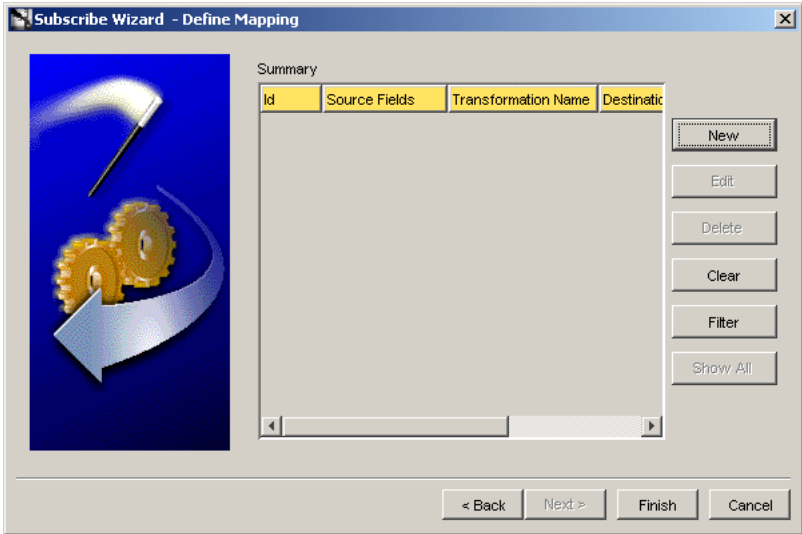 Subscribe Wizard - Define Mapping
Summary
Id Source Fields Transformation Name Destinatic
New
Edit
Delete
Clear
Filter
Show All
< Back Next > Finish Cancel